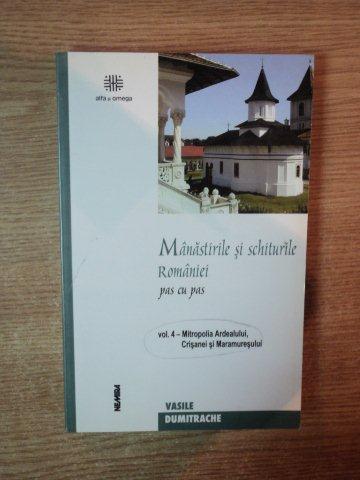 alfa și omega
Mânăstirile și schiturile
României
pas cu pas
vol. 4 – Mitropolia Ardealului,
Crișanei și Maramureșului
NEMIRA
VASILE
DUMITRACHE